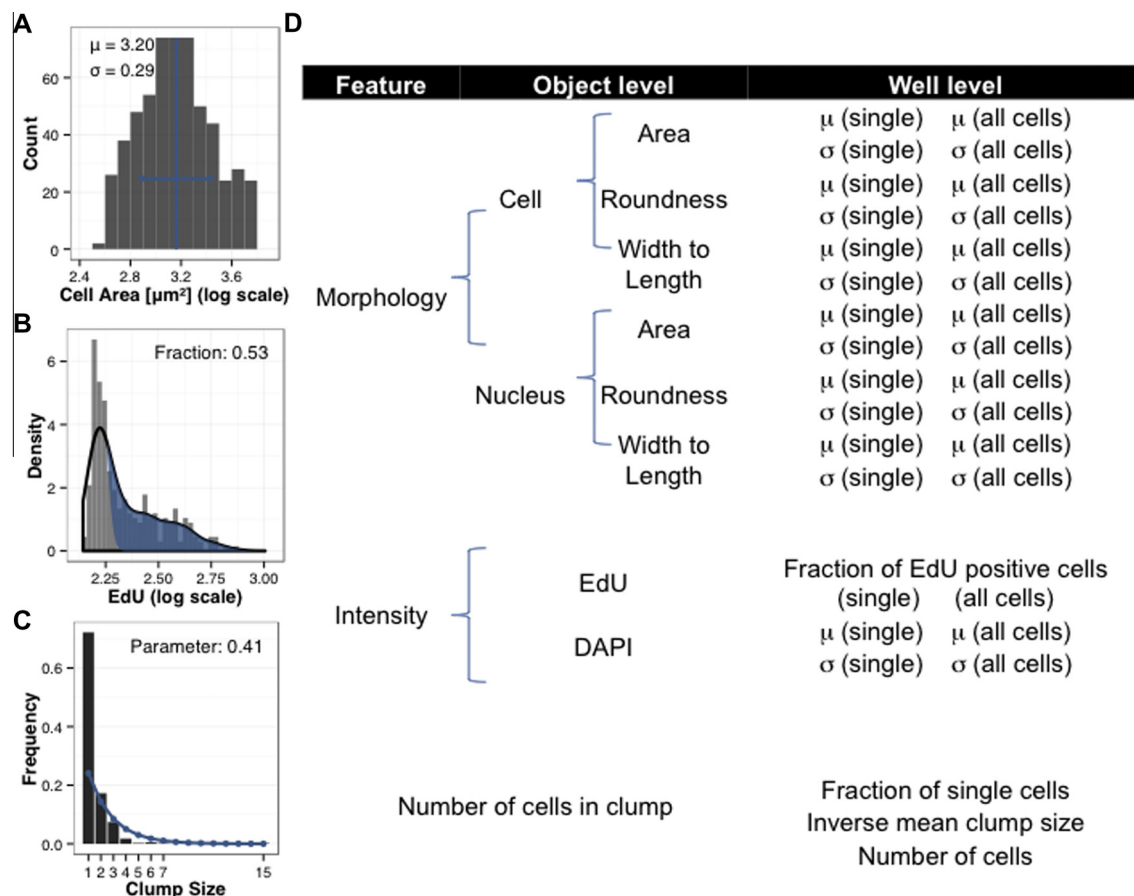 A
μ = 3.20
σ = 0.29
60
40
20
0
Count
2.4 2.8 3.2 3.6
Cell Area [μm²] (log scale)
B
Fraction: 0.53
6
4
2
0
Density
2.25 2.50 2.75 3.00
EdU (log scale)
C
Parameter: 0.41
0.6
0.4
0.2
0.0
Frequency
1 2 3 4 5 6 7 15
Clump Size
D
Feature Object level Well level
Morphology
Cell
Area
μ (single) μ (all cells)
σ (single) σ (all cells)
Roundness
μ (single) μ (all cells)
σ (single) σ (all cells)
Width to
Length
μ (single) μ (all cells)
σ (single) σ (all cells)
Nucleus
Area
μ (single) μ (all cells)
σ (single) σ (all cells)
Roundness
μ (single) μ (all cells)
σ (single) σ (all cells)
Width to
Length
μ (single) μ (all cells)
σ (single) σ (all cells)
Intensity
EdU
Fraction of EdU positive cells
(single) (all cells)
DAPI
μ (single) μ (all cells)
σ (single) σ (all cells)
Number of cells in clump
Fraction of single cells
Inverse mean clump size
Number of cells